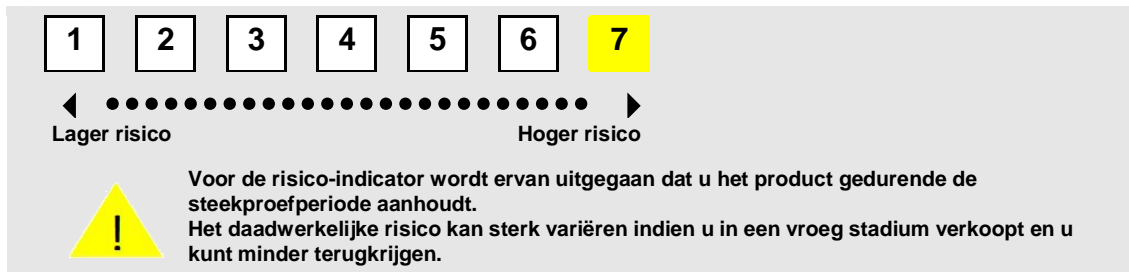 1 2 3 4 5 6 7
Lager risico Hoger risico
!
Voor de risico-indicator wordt ervan uitgegaan dat u het product gedurende de
steekproefperiode aanhoudt.
Het daadwerkelijke risico kan sterk variëren indien u in een vroeg stadium verkoopt en u
kunt minder terugkrijgen.